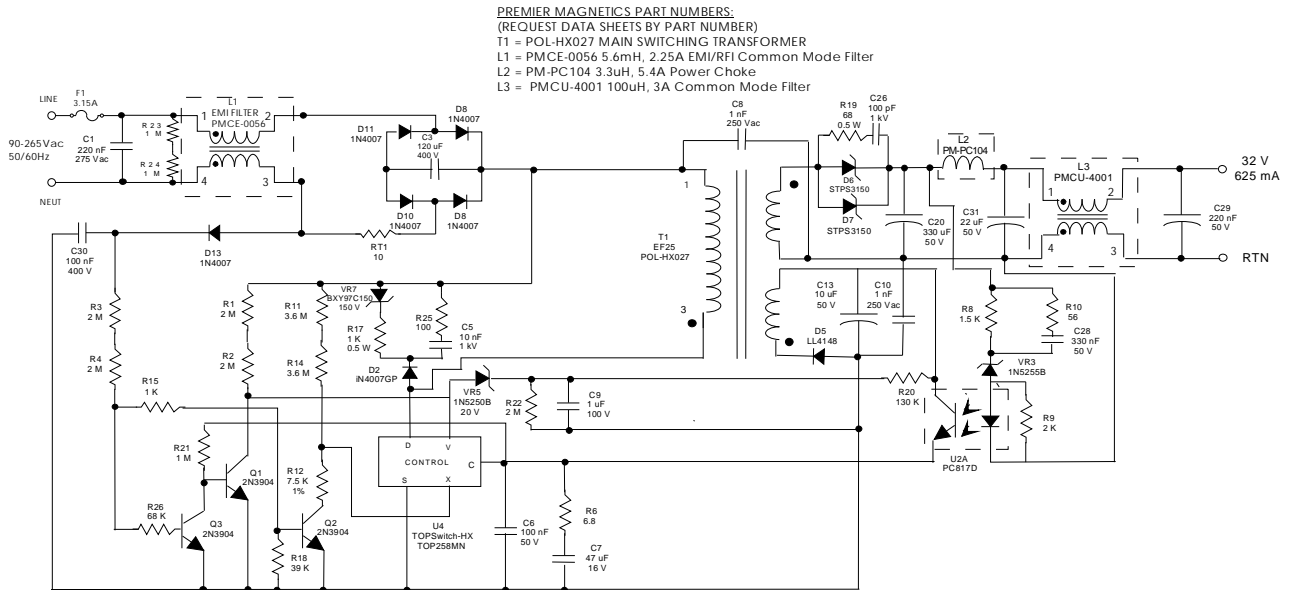 PREMIER MAGNETICS PART NUMBERS:
(REQUEST DATA SHEETS BY PART NUMBER)
T1 = POL-HX027 MAIN SWITCHING TRANSFORMER
L1 = PMCE-0056 5.6mH, 2.25A EMI/RFI Common Mode Filter
L2 = PM-PC104 3.3uH, 5.4A Power Choke
L3 = PMCU-4001 100uH, 3A Common Mode Filter
LINE
F1
3.15A
90-265Vac
50/60Hz
NEUT
C1
220 nF
275 Vac
R23
1 M
R24
1 M
L1
EMI FILTER
PMCE-0056
1
2
4
3
D11
1N4007
D8
1N4007
C3
120 uF
400 V
D10
1N4007
D8
1N4007
RT1
10
C8
1 nF
250 Vac
R19
68
0.5 W
C26
100 pF
1 kV
D6
STPS3150
D7
STPS3150
L2
PM-PC104
C20
330 uF
50 V
C31
22 uF
50 V
L3
PMCU-4001
1
2
4
3
C29
220 nF
50 V
32 V
625 mA
RTN
1
3
T1
EF25
POL-HX027
C30
100 nF
400 V
D13
1N4007
R3
2 M
R4
2 M
R1
2 M
R2
2 M
R11
3.6 M
R14
3.6 M
VR7
BXY97C150
150 V
R17
1 K
0.5 W
R25
100
C5
10 nF
1 kV
D2
iN4007GP
C13
10 uF
50 V
C10
1 nF
250 Vac
D5
LL4148
R8
1.5 K
R10
56
C28
330 nF
50 V
VR3
1N5255B
R9
2 K
U2A
PC817D
R20
130 K
VR5
1N5250B
20 V
R22
2 M
C9
1 uF
100 V
R15
1 K
R21
1 M
Q1
2N3904
R26
68 K
Q3
2N3904
R12
7.5 K
1%
Q2
2N3904
R18
39 K
D
V
CONTROL
C
S
X
U4
TOPSwitch-HX
TOP258MN
C6
100 nF
50 V
R6
6.8
C7
47 uF
16 V